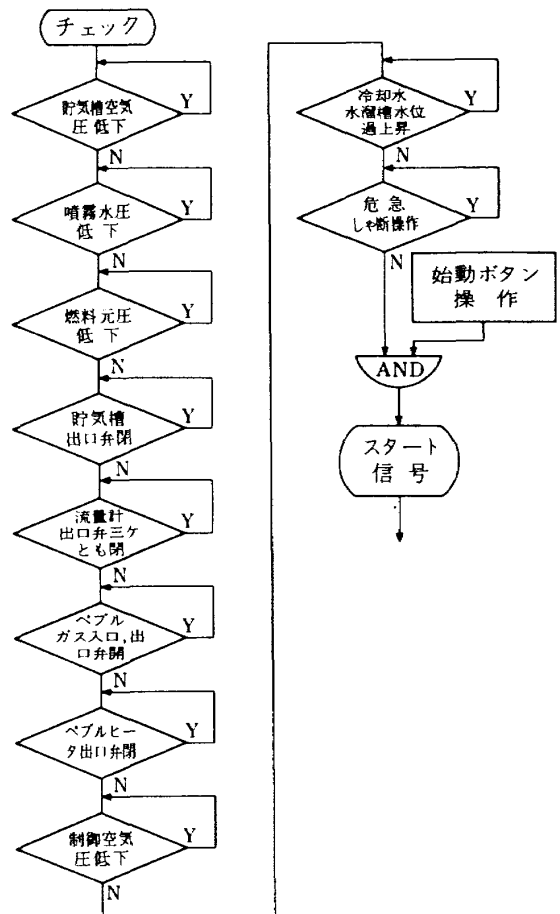 チェック
貯気槽空気
圧低下
Y
N
噴霧水圧
低下
Y
N
燃料元圧
低下
Y
N
貯気槽
出口弁閉
Y
N
流量計
出口弁三ケ
とも閉
Y
N
ペブル
ガス入口,出
口弁開
Y
N
ペブルヒー
タ出口弁閉
Y
N
制御空気
圧低下
Y
N
冷却水
水溜槽水位
過上昇
Y
N
危急
しゃ断操作
Y
N
始動ボタン
操作
AND
スタート
信号